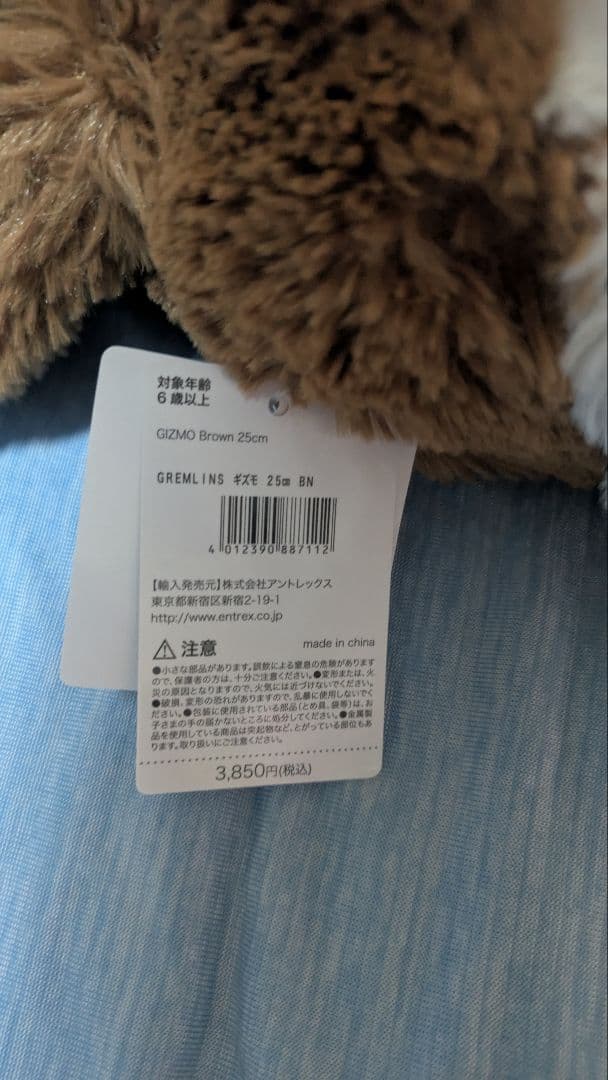 対象年齢
6歳以上
GIZMO Brown 25cm
GREMLINS ギズモ 25㎝ BN
4 012390 887112
【輸入発売元】株式会社アントレックス
東京都新宿区新宿2-19-1
http://www.entrex.co.jp
⚠ 注意
made in china
●小さな部品があります。誤飲による窒息の危険があります
ので、保護者の方は、十分ご注意ください。●変形または、火
災の原因となりますので、火気には近づけないでください。
●破損、変形の恐れがありますので、乱暴に使用しないでく
ださい。●包装に使用されている部品(とめ具、袋等)は、お
子さまの手の届かないところに処分してください。●金属製
品を使用している商品は突起物など、とがっている部位もあ
ります。取り扱いにご注意ください。
3,850円(税込)